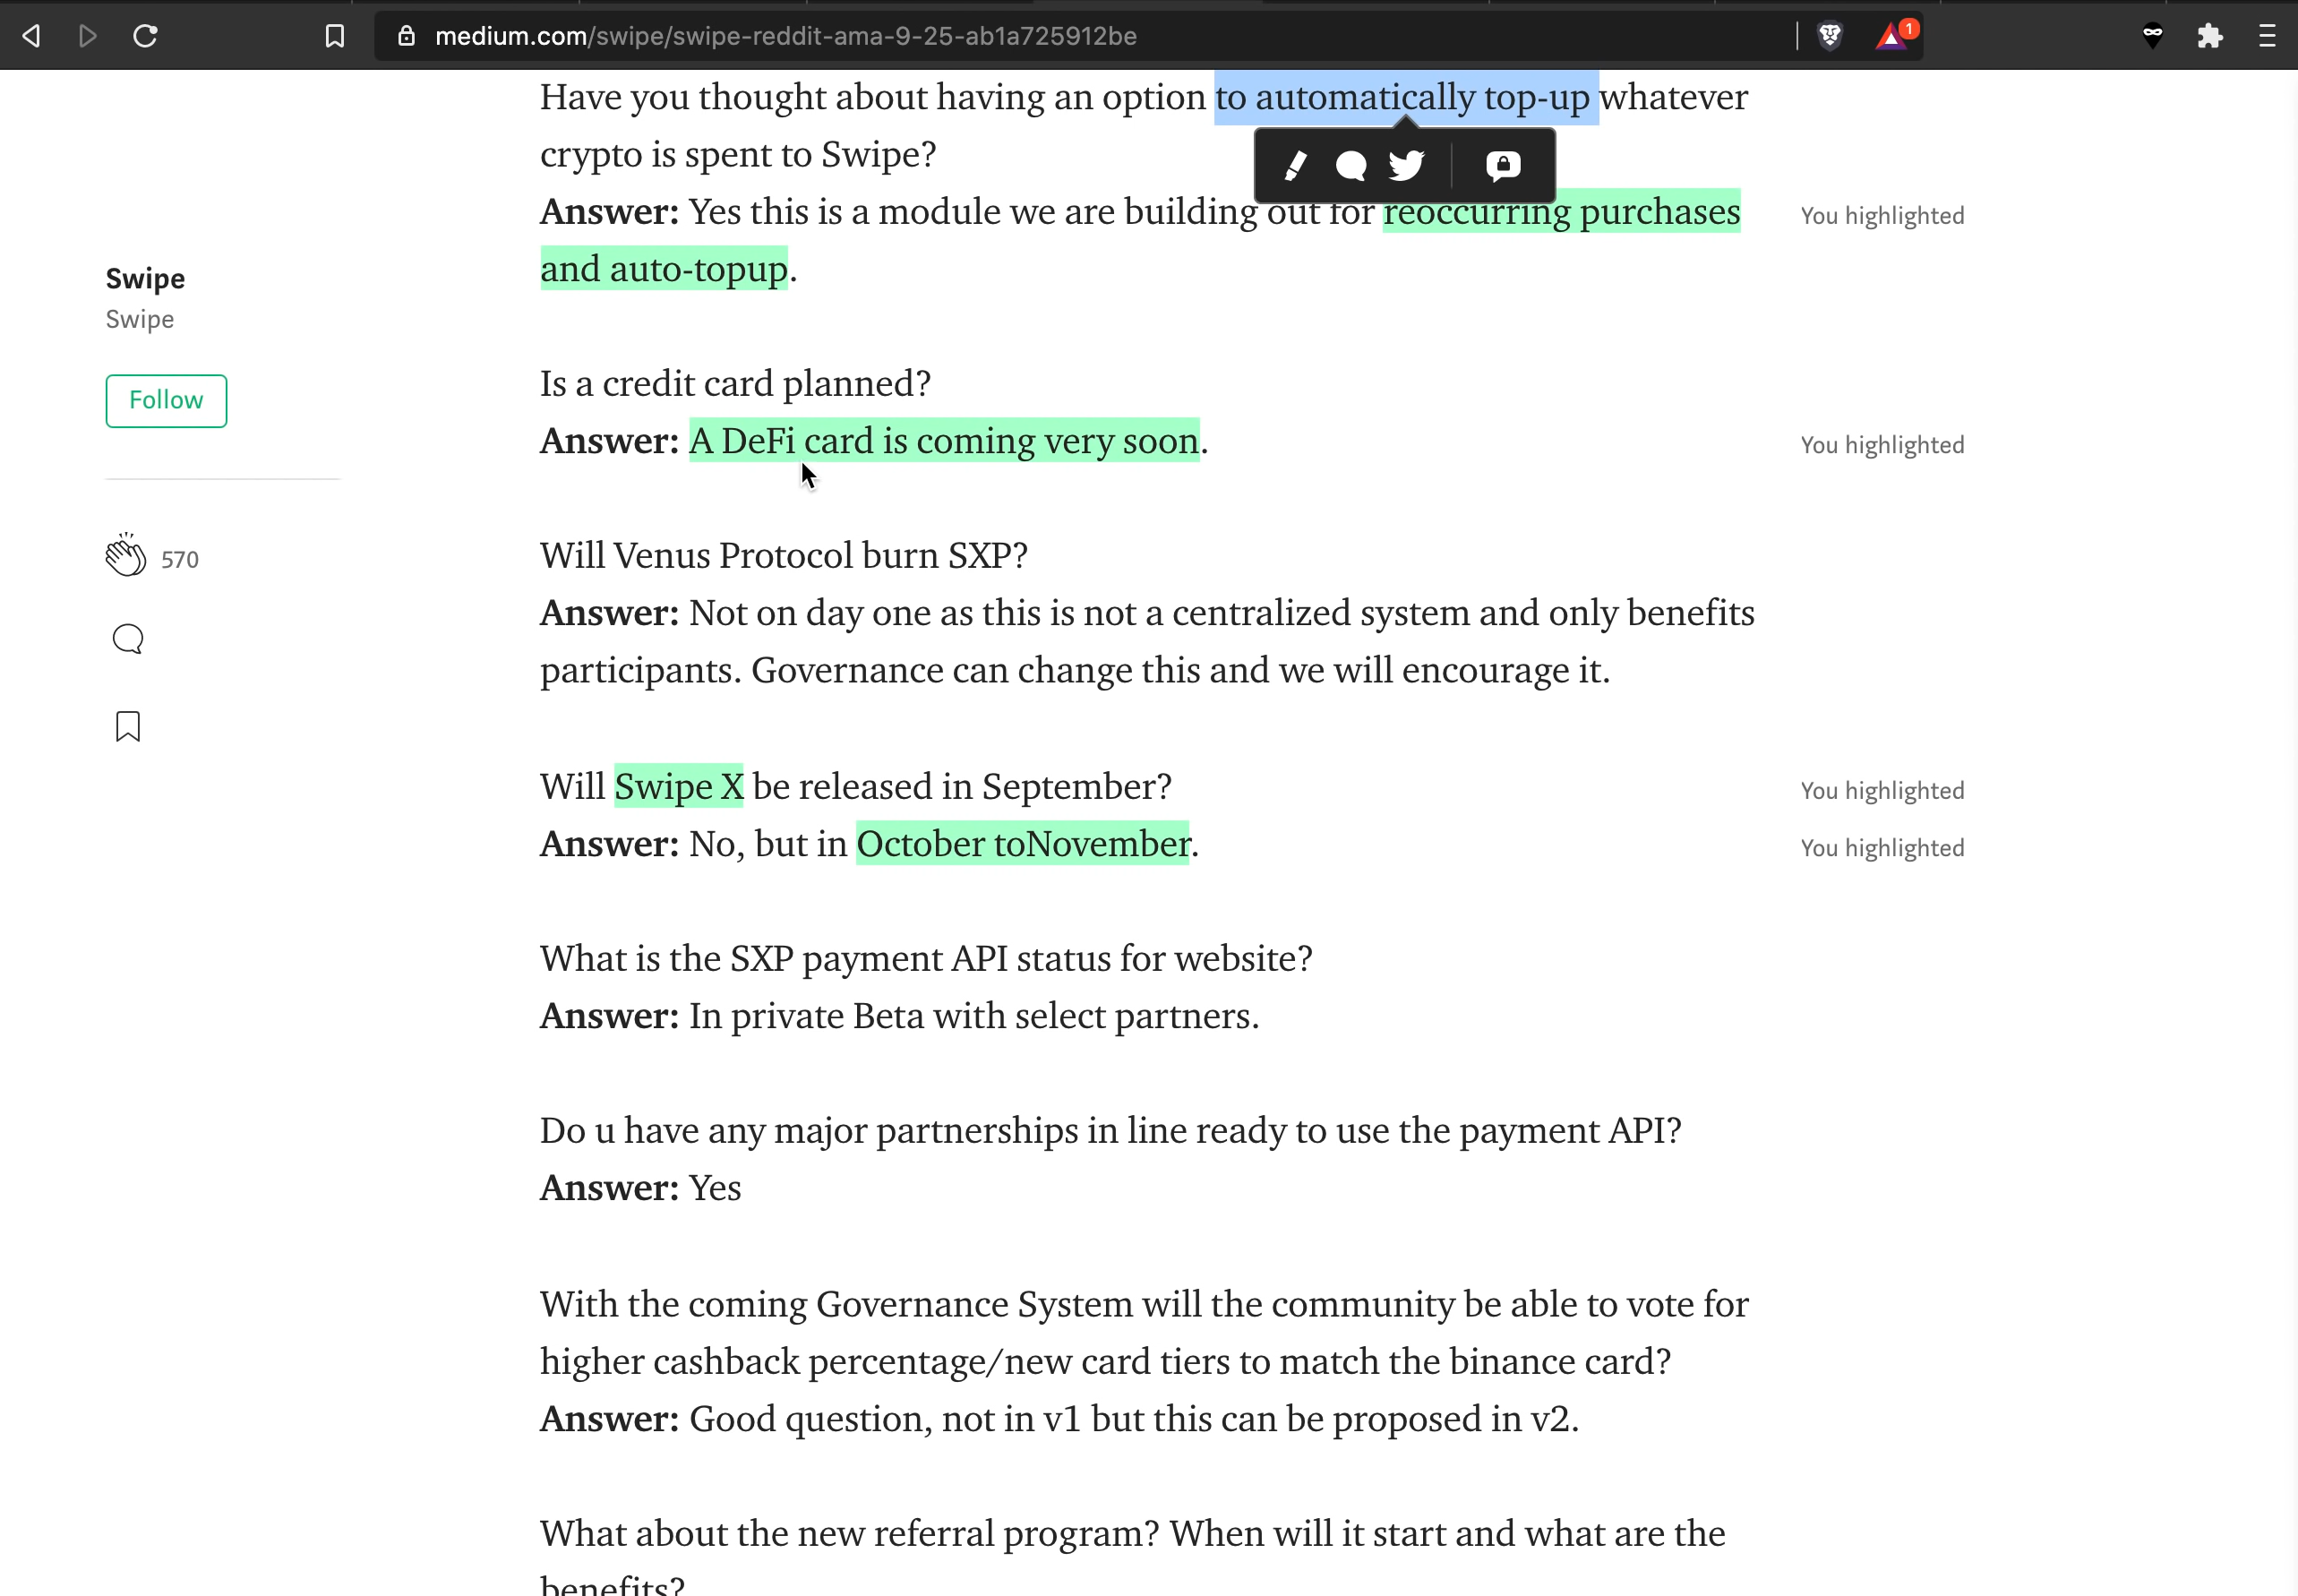 medium.com/swipe/swipe-reddit-ama-9-25-ab1a725912be
1
Have you thought about having an option to automatically top-up whatever
crypto is spent to Swipe?
Answer: Yes this is a module we are building out for reoccurring purchases
You highlighted
and auto-topup.
Swipe
Swipe
Follow
Is a credit card planned?
Answer: A DeFi card is coming very soon.
You highlighted
570
Will Venus Protocol burn SXP?
Answer: Not on day one as this is not a centralized system and only benefits
participants. Governance can change this and we will encourage it.
Will Swipe X be released in September?
You highlighted
Answer: No, but in October toNovember.
You highlighted
What is the SXP payment API status for website?
Answer: In private Beta with select partners.
Do u have any major partnerships in line ready to use the payment API?
Answer: Yes
With the coming Governance System will the community be able to vote for
higher cashback percentage/new card tiers to match the binance card?
Answer: Good question, not in v1 but this can be proposed in v2.
What about the new referral program? When will it start and what are the
benefits?